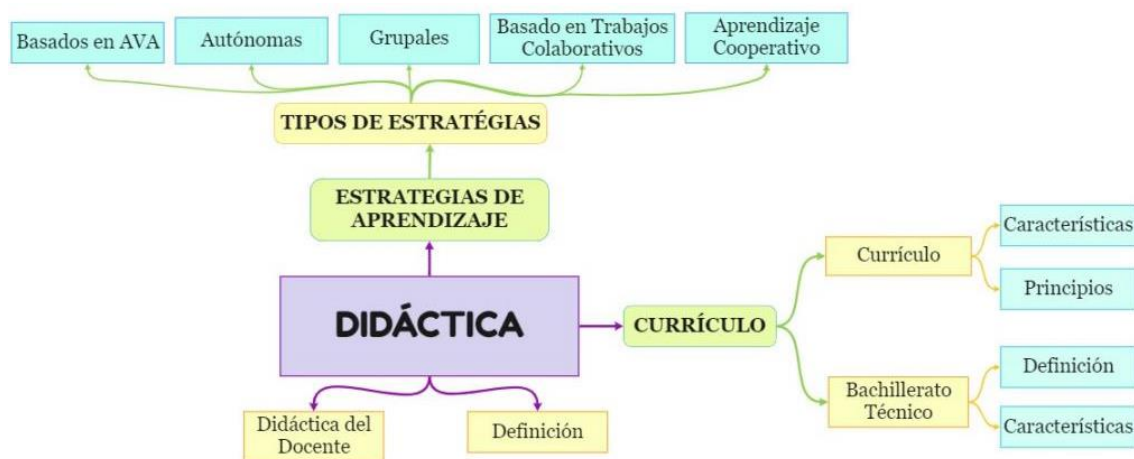 Basados en AVA
Autónomas
Grupales
Basado en Trabajos
Colaborativos
Aprendizaje
Cooperativo
TIPOS DE ESTRATÉGIAS
ESTRATEGIAS DE
APRENDIZAJE
DIDÁCTICA
CURRÍCULO
Currículo
Características
Principios
Bachillerato
Técnico
Definición
Características
Didáctica del
Docente
Definición